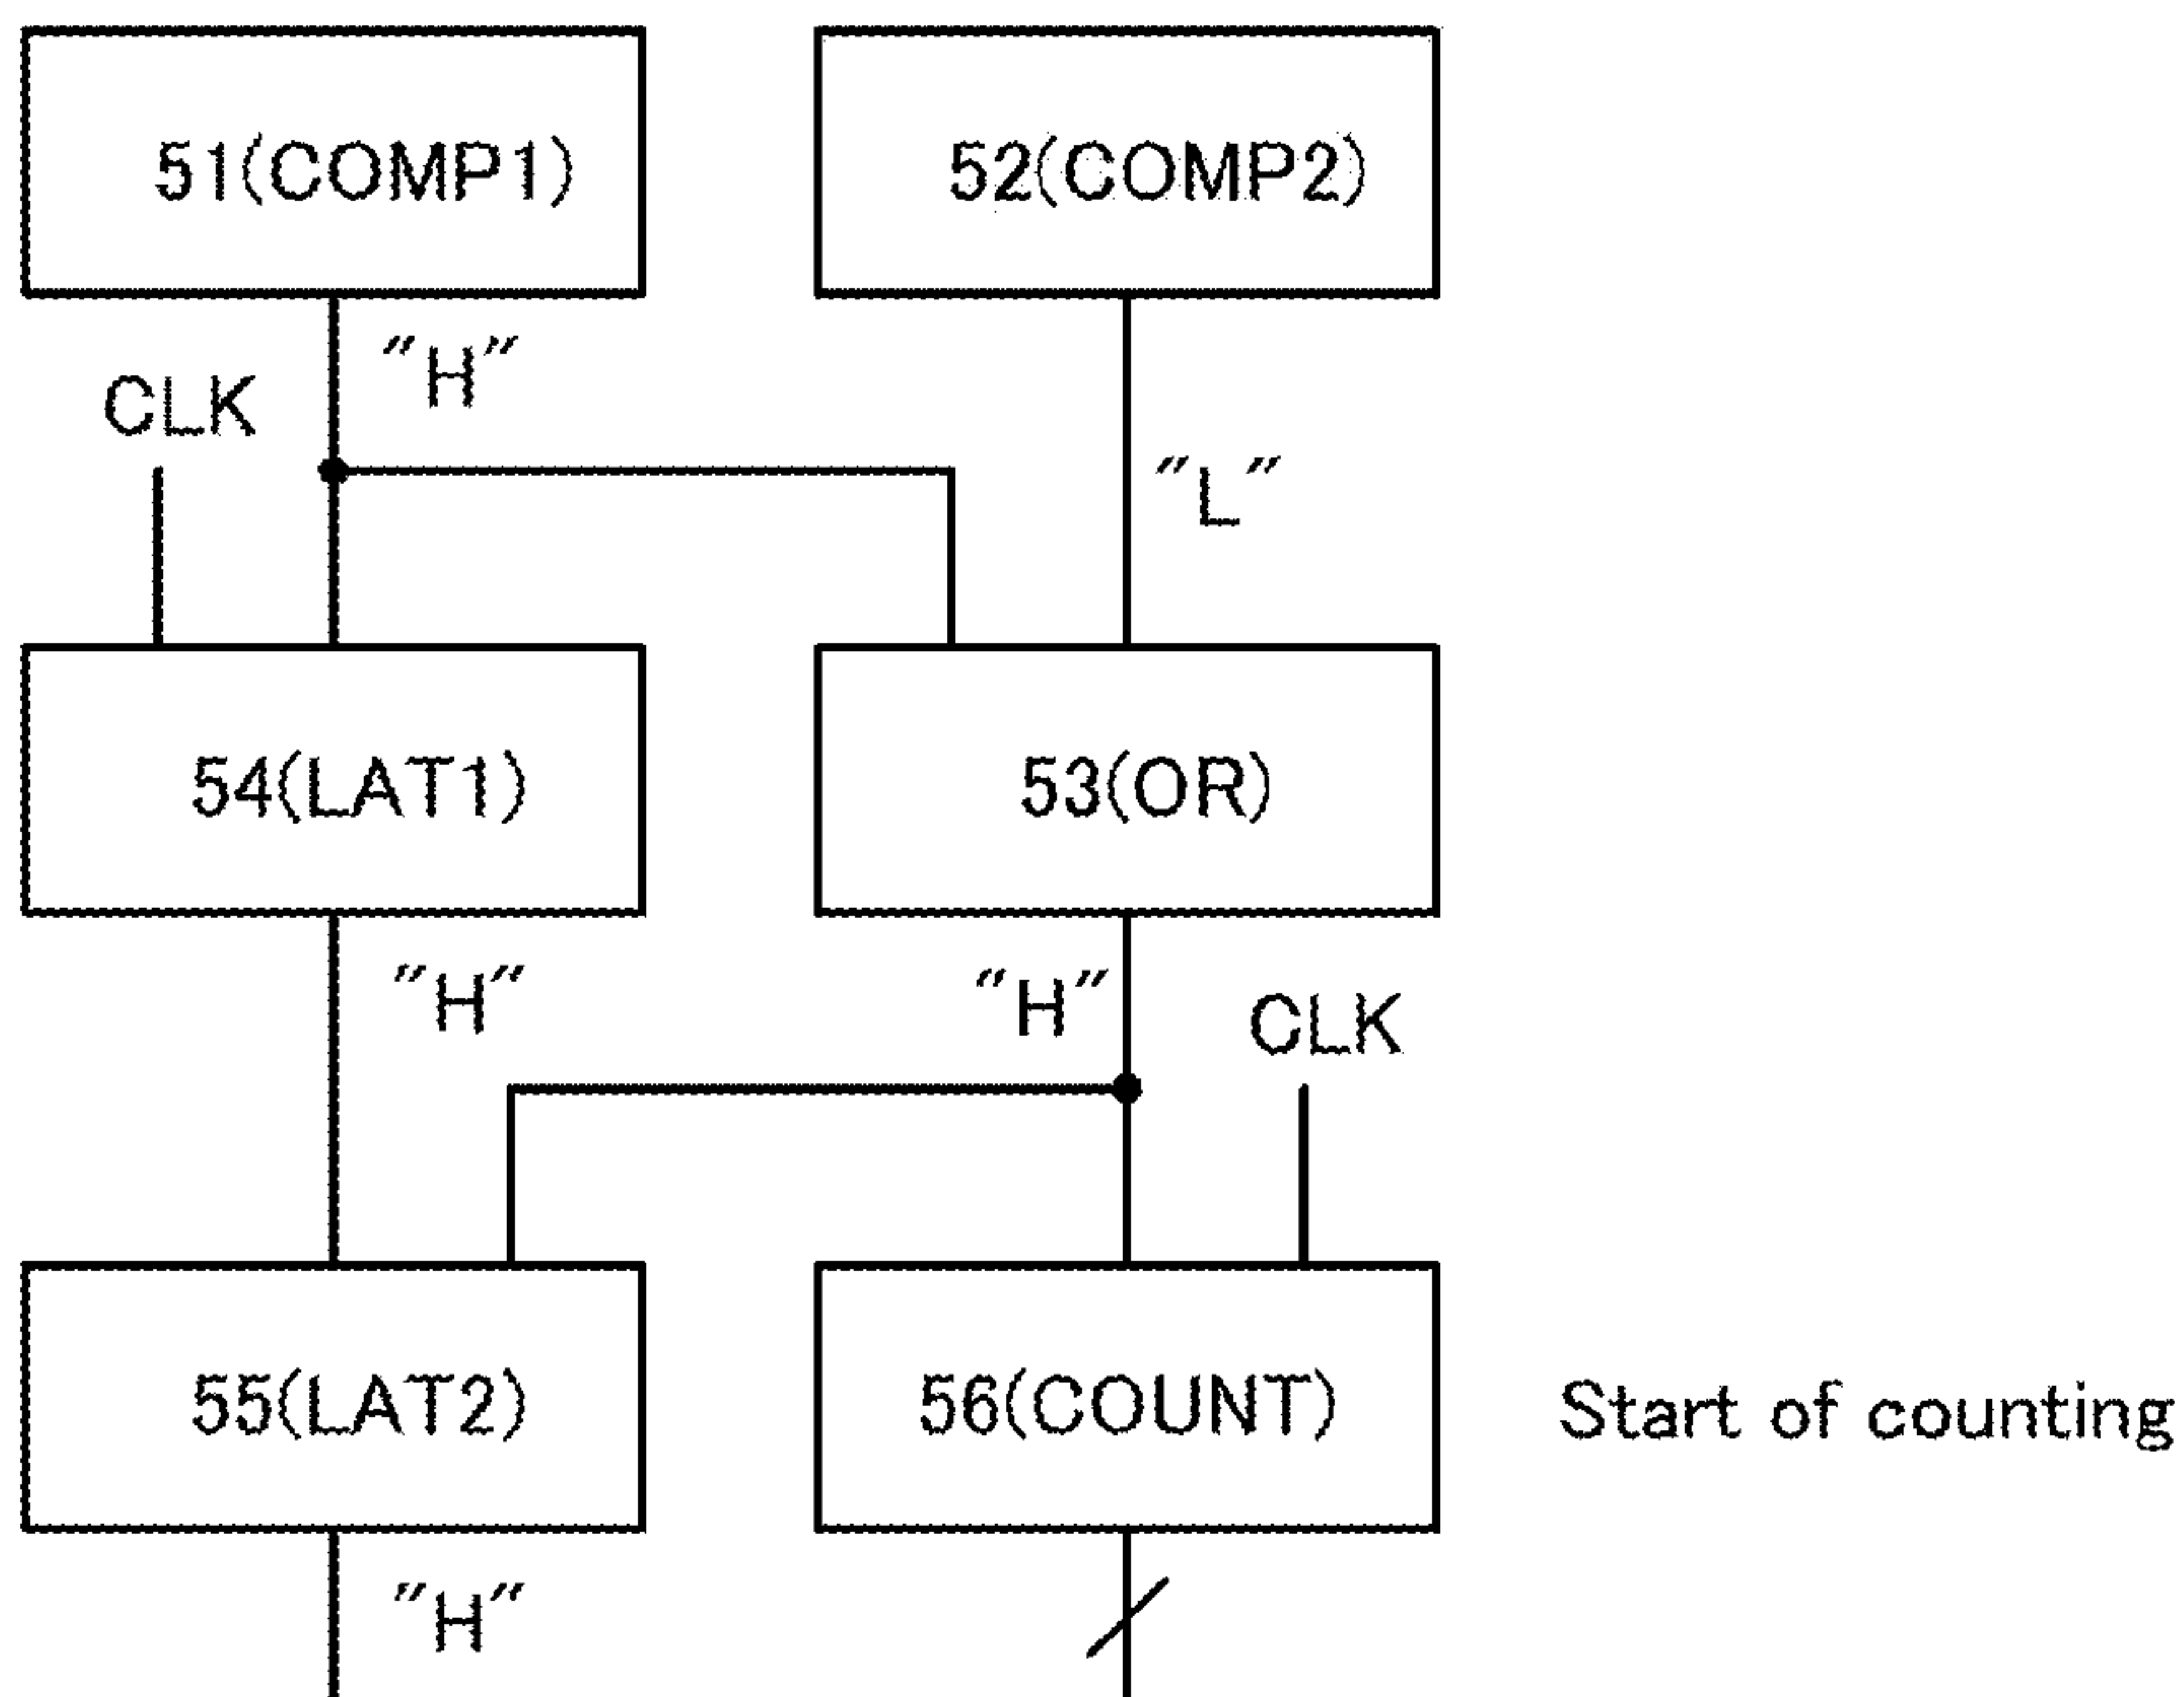 51(COMP1)
52(COMP2)
"H"
CLK
"L"
54(LAT1)
53(OR)
"H"
"H"
CLK
55(LAT2)
56(COUNT)
Start of counting
"H"